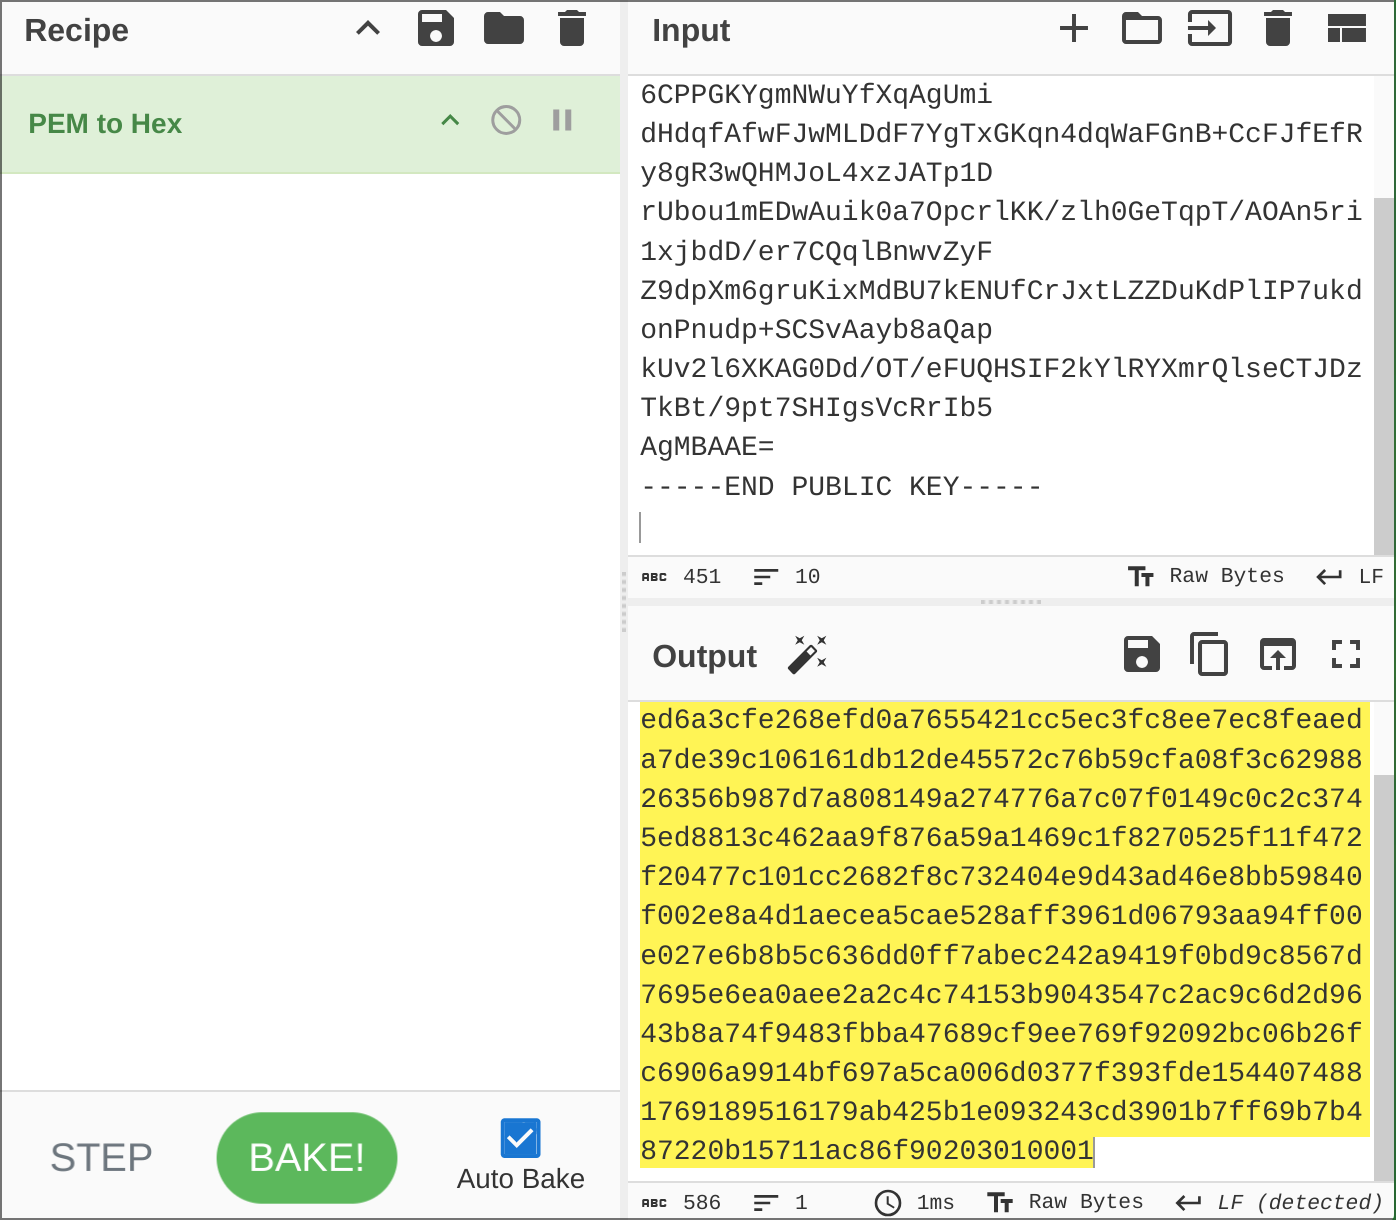 Recipe
PEM to Hex
STEP
BAKE!
Auto Bake
Input
6CPPGKYgmNWuYfXqAgUmi
dHdqfAfwFJwMLDdF7YgTxGKqn4dqWaFGnB+CcFJfEfR
y8gR3wQHMJoL4xzJATp1D
rUbou1mEDwAuik0a7OpcrlKK/zlh0GeTqpT/AOAn5ri
1xjbdD/er7CQqlBnwvZyF
Z9dpXm6gruKixMdBU7kENUfCrJxtLZZDuKdPlIP7ukd
onPnudp+SCSvAayb8aQap
kUv2l6XKAG0Dd/OT/eFUQHSIF2kYlRYXmrQlseCTJDz
TkBt/9pt7SHIgsVcRrIb5
AgMBAAE=
-----END PUBLIC KEY-----
ABC 451 10 Raw Bytes LF
Output
ed6a3cfe268efd0a7655421cc5ec3fc8ee7ec8feaed
a7de39c106161db12de45572c76b59cfa08f3c62988
26356b987d7a808149a274776a7c07f0149c0c2c374
5ed8813c462aa9f876a59a1469c1f8270525f11f472
f20477c101cc2682f8c732404e9d43ad46e8bb59840
f002e8a4d1aecea5cae528aff3961d06793aa94ff00
e027e6b8b5c636dd0ff7abec242a9419f0bd9c8567d
7695e6ea0aee2a2c4c74153b9043547c2ac9c6d2d96
43b8a74f9483fbba47689cf9ee769f92092bc06b26f
c6906a9914bf697a5ca006d0377f393fde154407488
1769189516179ab425b1e093243cd3901b7ff69b7b4
87220b15711ac86f90203010001
ABC 586 1 1ms Raw Bytes LF (detected)